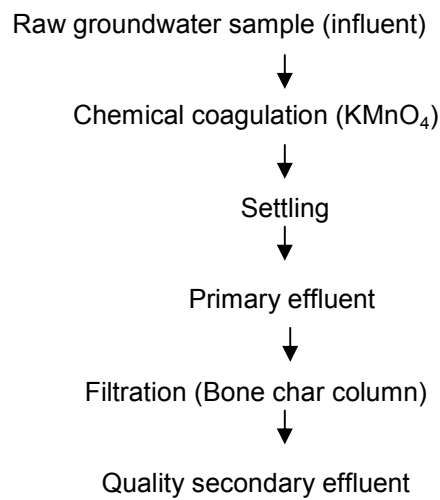 Raw groundwater sample (influent)
Chemical coagulation (KMnO₄)
Settling
Primary effluent
Filtration (Bone char column)
Quality secondary effluent